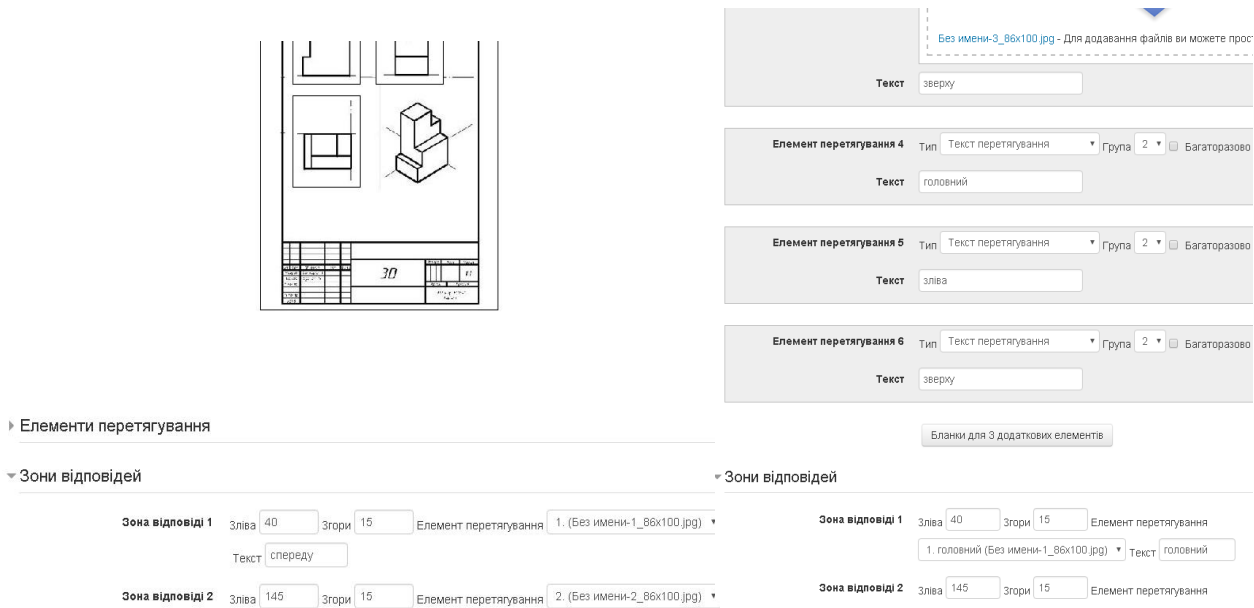 30
Елементи перетягування
Зони відповідей
Зона відповіді 1 Зліва 40 Згори 15 Елемент перетягування 1. (Без имени-1_86x100.jpg)
Текст спереду
Зона відповіді 2 Зліва 145 Згори 15 Елемент перетягування 2. (Без имени-2_86x100.jpg)
Без имени-3_86x100.jpg - Для додавання файлів ви можете прос
Текст зверху
Елемент перетягування 4 Тип Текст перетягування Група 2 Багаторазово
Текст головний
Елемент перетягування 5 Тип Текст перетягування Група 2 Багаторазово
Текст зліва
Елемент перетягування 6 Тип Текст перетягування Група 2 Багаторазово
Текст зверху
Бланки для 3 додаткових елементів
Зони відповідей
Зона відповіді 1 Зліва 40 Згори 15 Елемент перетягування
1. головний (Без имени-1_86x100.jpg) Текст головний
Зона відповіді 2 Зліва 145 Згори 15 Елемент перетягування